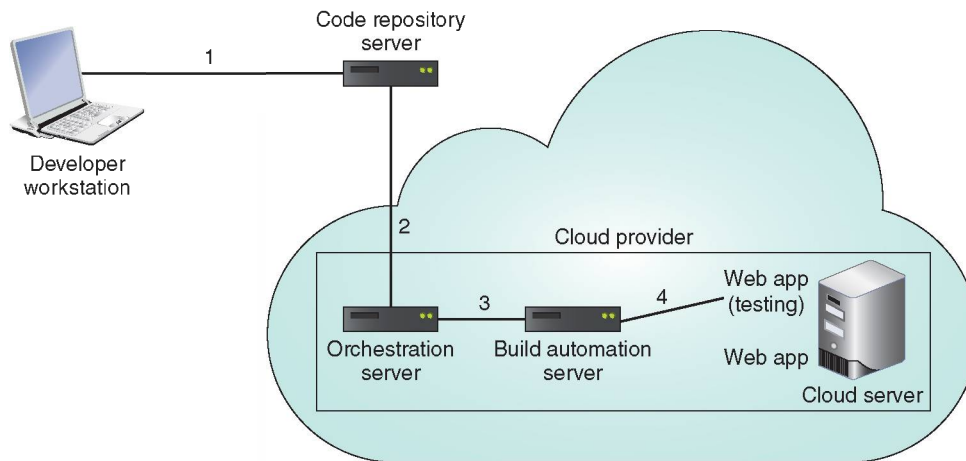 Code repository
server
1
Developer
workstation
2
Cloud provider
3
4
Web app
(testing)
Orchestration
server
Build automation
server
Web app
Cloud server